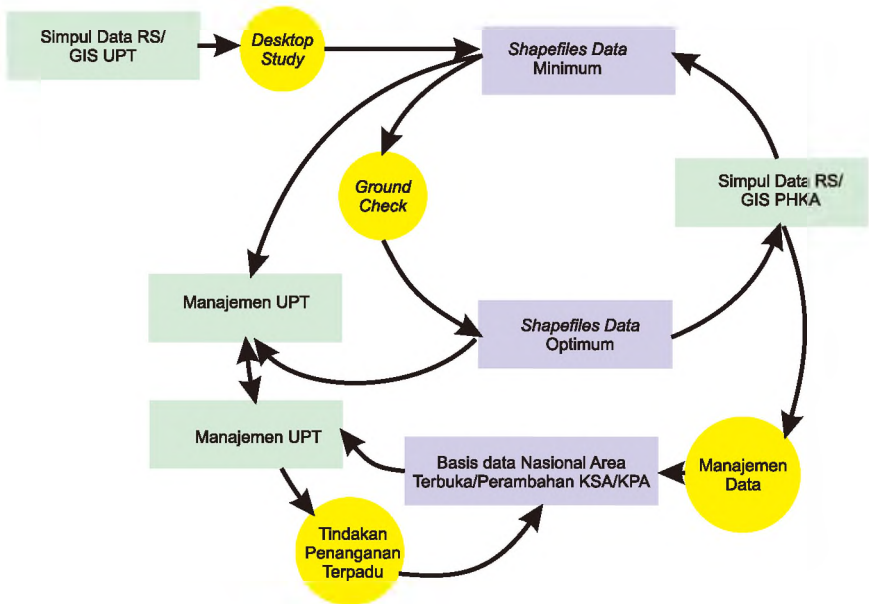 Simpul Data RS/
GIS UPT
Desktop
Study
Shapefiles Data
Minimum
Ground
Check
Simpul Data RS/
GIS PHKA
Manajemen UPT
Shapefiles Data
Optimum
Manajemen UPT
Basis data Nasional Area
Terbuka/Perambahan KSA/KPA
Manajemen
Data
Tindakan
Penanganan
Terpadu